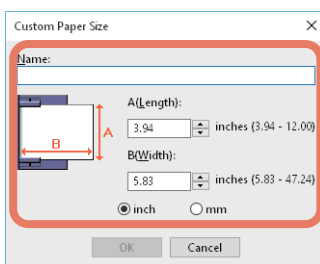 Custom Paper Size
Name:
A(Length):
3.94 inches (3.94 - 12.00)
A
B
B(Width):
5.83 inches (5.83 - 47.24)
inch mm
OK Cancel